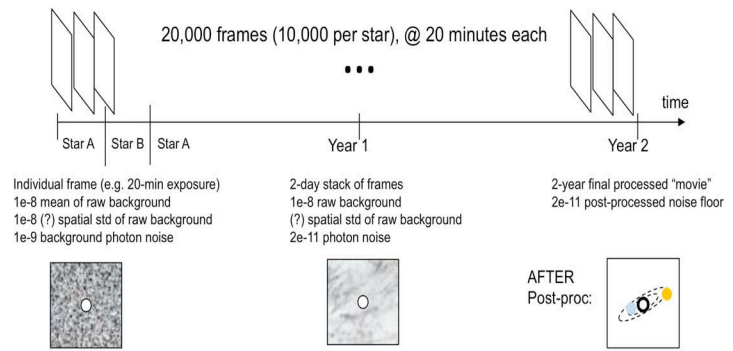 20,000 frames (10,000 per star), @ 20 minutes each
...
time
Star A
Star B
Star A
Year 1
Year 2
Individual frame (e.g. 20-min exposure)
1e-8 mean of raw background
1e-8 (?) spatial std of raw background
1e-9 background photon noise
2-day stack of frames
1e-8 raw background
(?) spatial std of raw background
2e-11 photon noise
2-year final processed “movie”
2e-11 post-processed noise floor
AFTER
Post-proc: